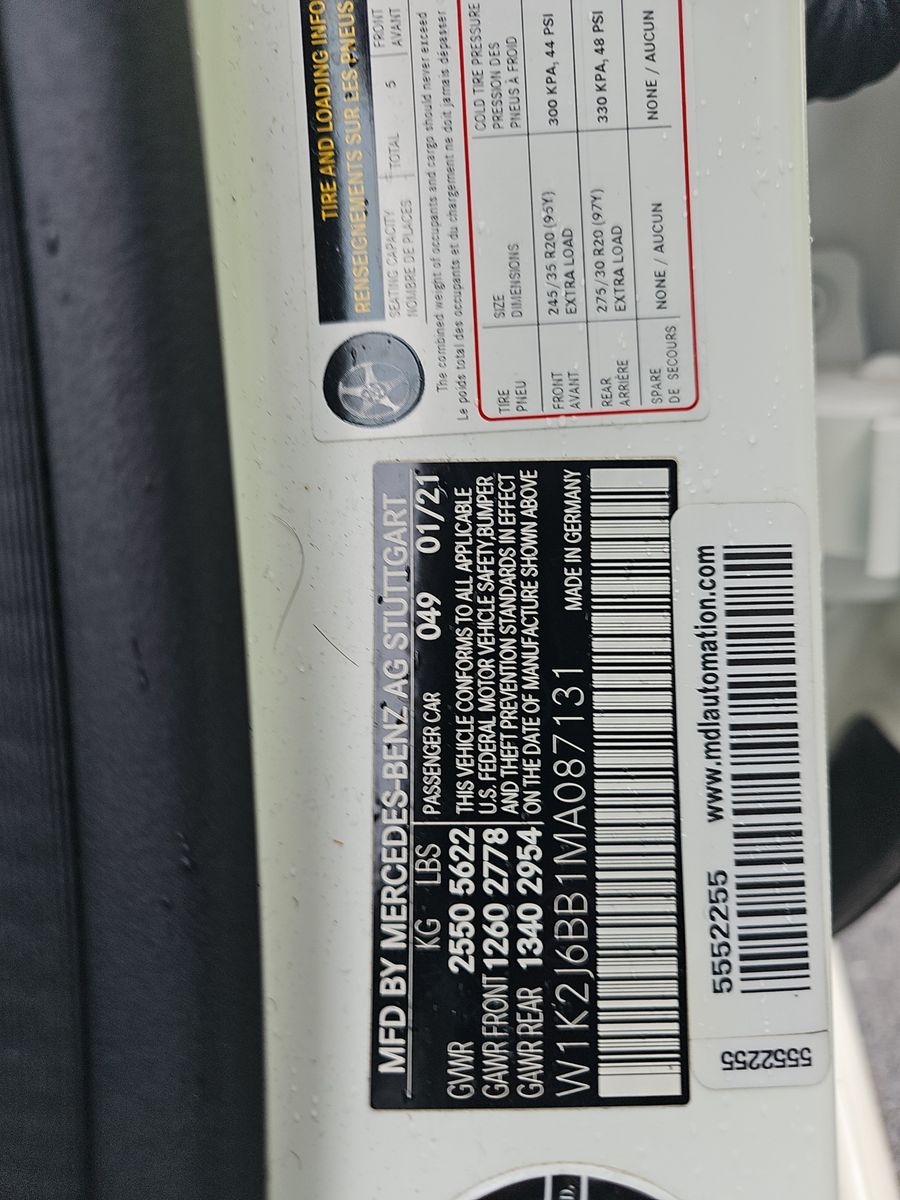 MFD BY MERCEDES-BENZ AG STUTTGART
KG LBS PASSENGER CAR 049 01/21
GVWR 2550 5622
GAWR FRONT 1260 2778
GAWR REAR 1340 2954
THIS VEHICLE CONFORMS TO ALL APPLICABLE
U.S. FEDERAL MOTOR VEHICLE SAFETY,BUMPER
AND THEFT PREVENTION STANDARDS IN EFFECT
ON THE DATE OF MANUFACTURE SHOWN ABOVE
W1K2J6BB1MA087131 MADE IN GERMANY
5552255
5552255 www.mdlautomation.com
TIRE AND LOADING INFO
RENSEIGNEMENTS SUR LES PNEUS
SEATING CAPACITY
NOMBRE DE PLACES
TOTAL 5
FRONT
AVANT
The combined weight of occupants and cargo should never exceed
Le poids total des occupants et du chargement ne doit jamais dépasser
TIRE SIZE COLD TIRE PRESSURE
PNEU DIMENSIONS PRESSION DES
PNEUS À FROID
FRONT 245/35 R20 (95Y) 300 KPA, 44 PSI
AVANT EXTRA LOAD
REAR 275/30 R20 (97Y) 330 KPA, 48 PSI
ARRIÈRE EXTRA LOAD
SPARE NONE / AUCUN NONE / AUCUN
DE SECOURS
D.